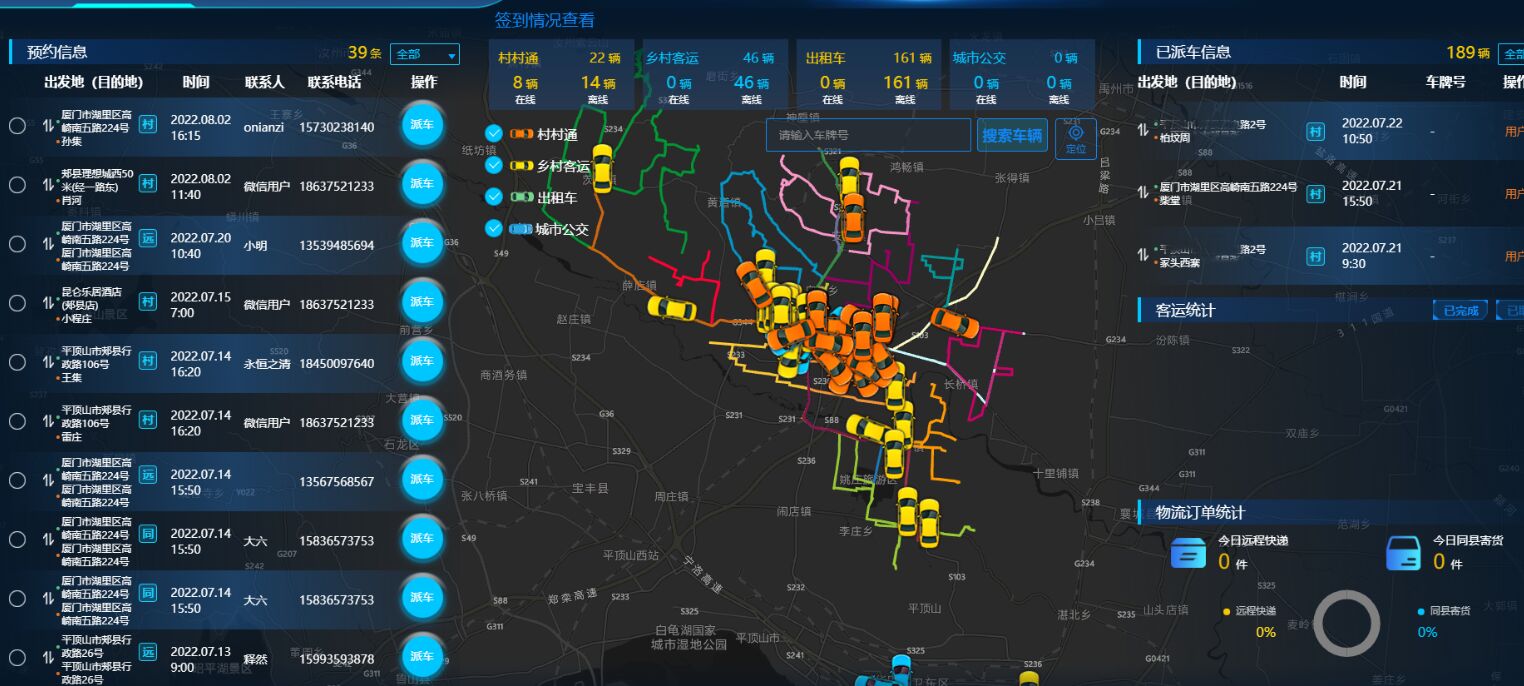 签到情况查看
预约信息
39 条
全部
出发地（目的地） 时间 联系人 联系电话 操作
厦门市湖里区高
崎南五路224号
孙集
村
2022.08.02
16:15
onianzi
15730238140
派车
郏县理想城西50
米(经一路东)
肖河
村
2022.08.02
11:40
微信用户
18637521233
派车
厦门市湖里区高
崎南五路224号
厦门市湖里区高
崎南五路224号
远
2022.07.20
10:40
小明
13539485694
派车
昆仑乐居酒店
(郏县店)
小程庄
村
2022.07.15
7:00
微信用户
18637521233
派车
平顶山市郏县行
政路106号
王集
村
2022.07.14
16:20
永恒之清
18450097640
派车
平顶山市郏县行
政路106号
雷庄
村
2022.07.14
16:20
微信用户
18637521233
派车
厦门市湖里区高
崎南五路224号
厦门市湖里区高
崎南五路224号
远
2022.07.14
15:50
13567568567
派车
厦门市湖里区高
崎南五路224号
厦门市湖里区高
崎南五路224号
同
2022.07.14
15:50
大六
15836573753
派车
厦门市湖里区高
崎南五路224号
厦门市湖里区高
崎南五路224号
同
2022.07.14
15:50
大六
15836573753
派车
平顶山市郏县行
政路26号
平顶山市郏县行
政路26号
远
2022.07.13
9:00
释然
15993593878
派车
村村通 22 辆
8 辆 14 辆
在线 离线
乡村客运 46 辆
0 辆 46 辆
在线 离线
出租车 161 辆
0 辆 161 辆
在线 离线
城市公交 0 辆
0 辆 0 辆
在线 离线
村村通
乡村客运
出租车
城市公交
请输入车牌号
搜索车辆
定位
纸坊镇
黄道镇
鸿畅镇
张得镇
小吕镇
禹州市
薛店镇
赵庄镇
商酒务镇
前营乡
大营镇
石龙区
张八桥镇
宝丰县
周庄镇
闹店镇
李庄乡
姚庄旅游区
长桥镇
十里铺镇
汾陈镇
双庙乡
平顶山西站
宁洛高速
郑栾高速
白龟湖国家
城市湿地公园
平顶山市
平顶山
湛北乡
山头店镇
范湖乡
卫东区
S234
G234
S49
G36
S520
S231
S329
S241
S236
S88
S233
S325
S232
S103
S238
G344
G311
S322
G0421
S235
已派车信息
189 辆
全部
出发地（目的地） 时间 车牌号
路2号
柏坟周
村
2022.07.22
10:50
-
用户
厦门市湖里区高崎南五路224号
柴堂
村
2022.07.21
15:50
-
用户
路2号
冢头西寨
村
2022.07.21
9:30
-
用户
客运统计
已完成
物流订单统计
今日远程快递
0 件
今日同县寄货
0 件
远程快递
0%
同县寄货
0%